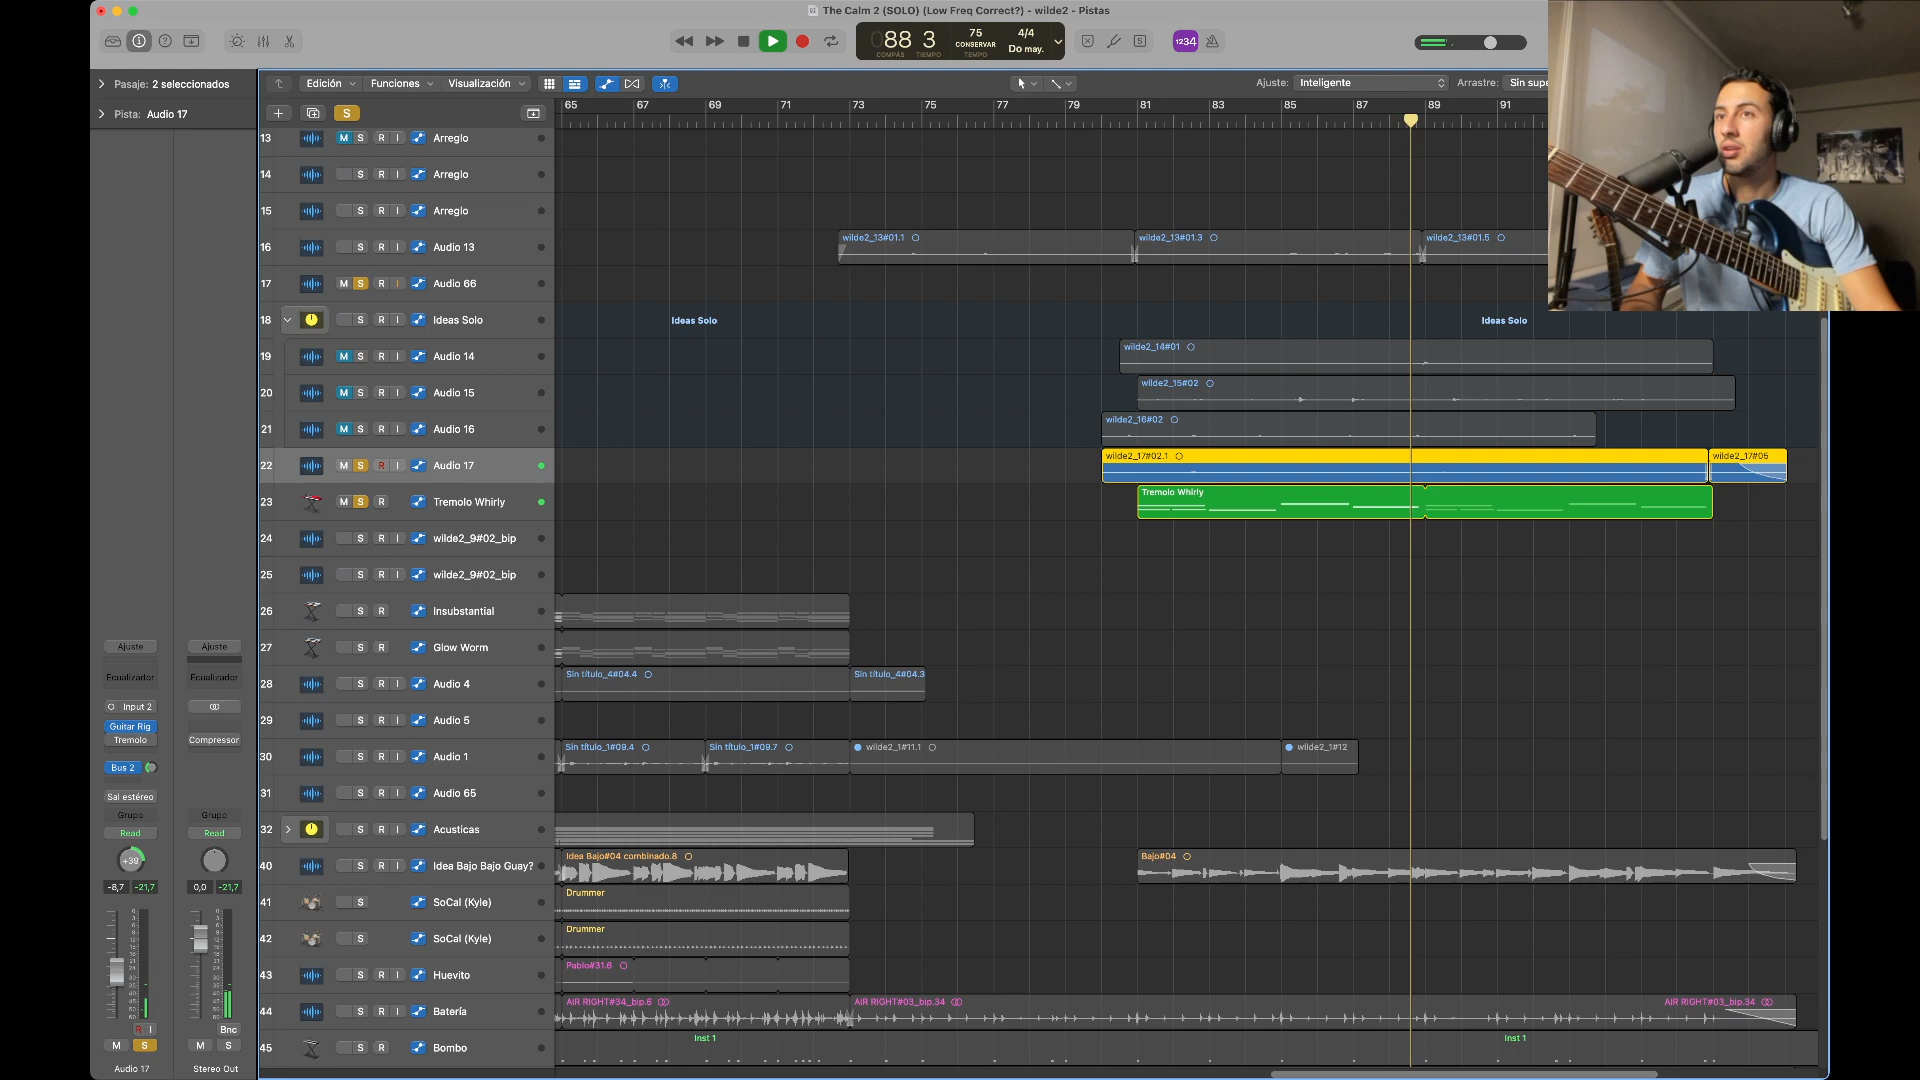 The Calm 2 (SOLO) (Low Freq Correct?) - wilde2 - Pistas
88 3
COMPÁS TIEMPO
75
CONSERVAR
TEMPO
4/4
Do may.
1234
Pasaje: 2 seleccionados
Pista: Audio 17
Edición Funciones Visualización
Ajuste: Inteligente
Arrastre: Sin supe
S
65 67 69 71 73 75 77 79 81 83 85 87 89 91
13 M S R I Arreglo
14 S R I Arreglo
15 S R I Arreglo
16 S R I Audio 13
wilde2_13#01.1 wilde2_13#01.3 wilde2_13#01.5
17 M S R I Audio 66
18 S R I Ideas Solo
Ideas Solo Ideas Solo
19 M S R I Audio 14
wilde2_14#01
20 M S R I Audio 15
wilde2_15#02
21 M S R I Audio 16
wilde2_16#02
22 M S R I Audio 17
wilde2_17#02.1 wilde2_17#05
23 M S R Tremolo Whirly
Tremolo Whirly
24 S R I wilde2_9#02_bip
25 S R I wilde2_9#02_bip
26 S R Insubstantial
27 S R Glow Worm
28 S R I Audio 4
Sin título_4#04.4 Sin título_4#04.3
29 S R I Audio 5
30 S R I Audio 1
Sin título_1#09.4 Sin título_1#09.7 wilde2_1#11.1 wilde2_1#12
31 S R I Audio 65
32 S R I Acusticas
40 S R I Idea Bajo Bajo Guay?
Idea Bajo#04 combinado.8 Bajo#04
41 S SoCal (Kyle)
Drummer
42 S SoCal (Kyle)
Drummer
43 S R I Huevito
Pablo#31.6
44 S R I Batería
AIR RIGHT#34_bip.6 AIR RIGHT#03_bip.34 AIR RIGHT#03_bip.34
45 S R Bombo
Inst 1 Inst 1
Ajuste Ajuste
Ecualizador Ecualizador
Input 2
Guitar Rig
Tremolo Compressor
Bus 2
Sal estéreo
Grupo Grupo
Read Read
+39
-8,7 -21,7 0,0 -21,7
R I Bnc
M S M S
Audio 17 Stereo Out